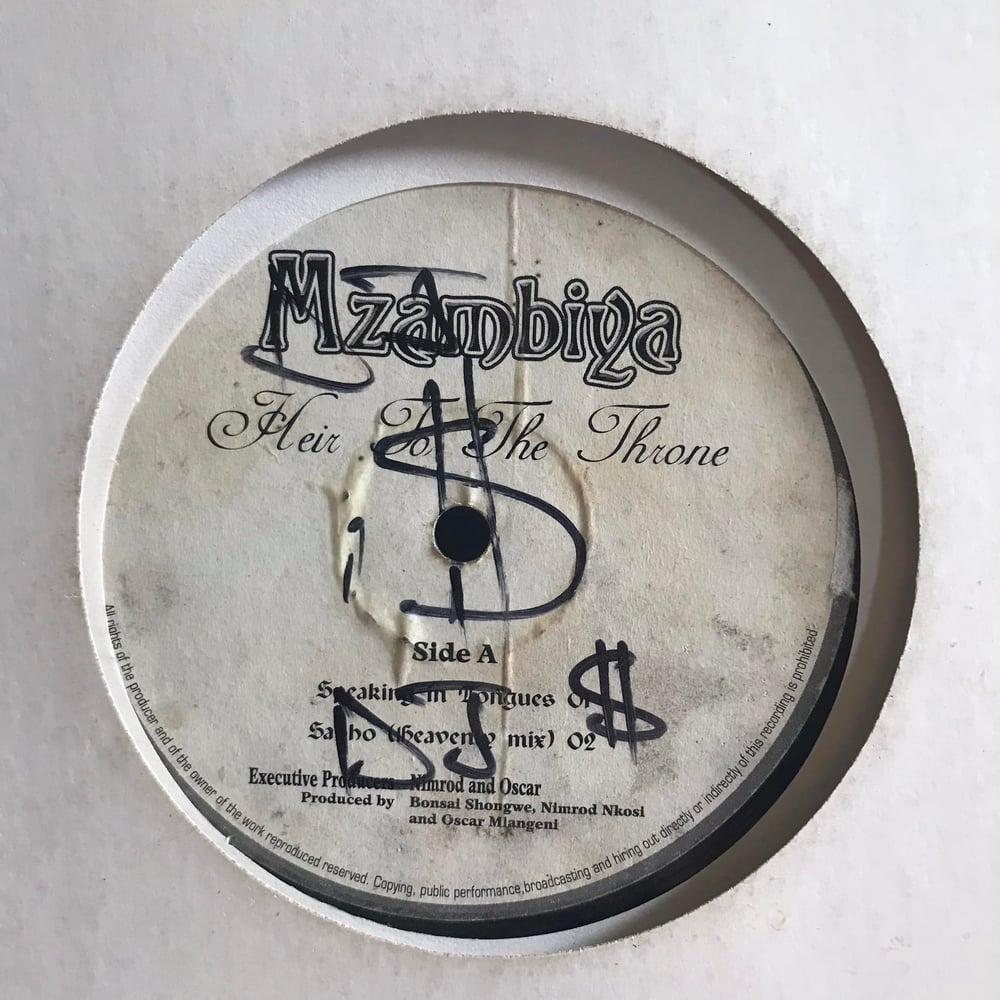 Mzambiya
Heir To The Throne
Side A
Speaking in Tongues 01
(Heavenly mix) 02
Executive Producers Nimrod and Oscar
Produced by Bonsai Shongwe, Nimrod Nkosi
and Oscar Mlangeni
DJ $
All rights of the producer and of the owner of the work reproduced reserved. Copying, public performance,broadcasting and hiring out directly or indirectly of this recording is prohibited